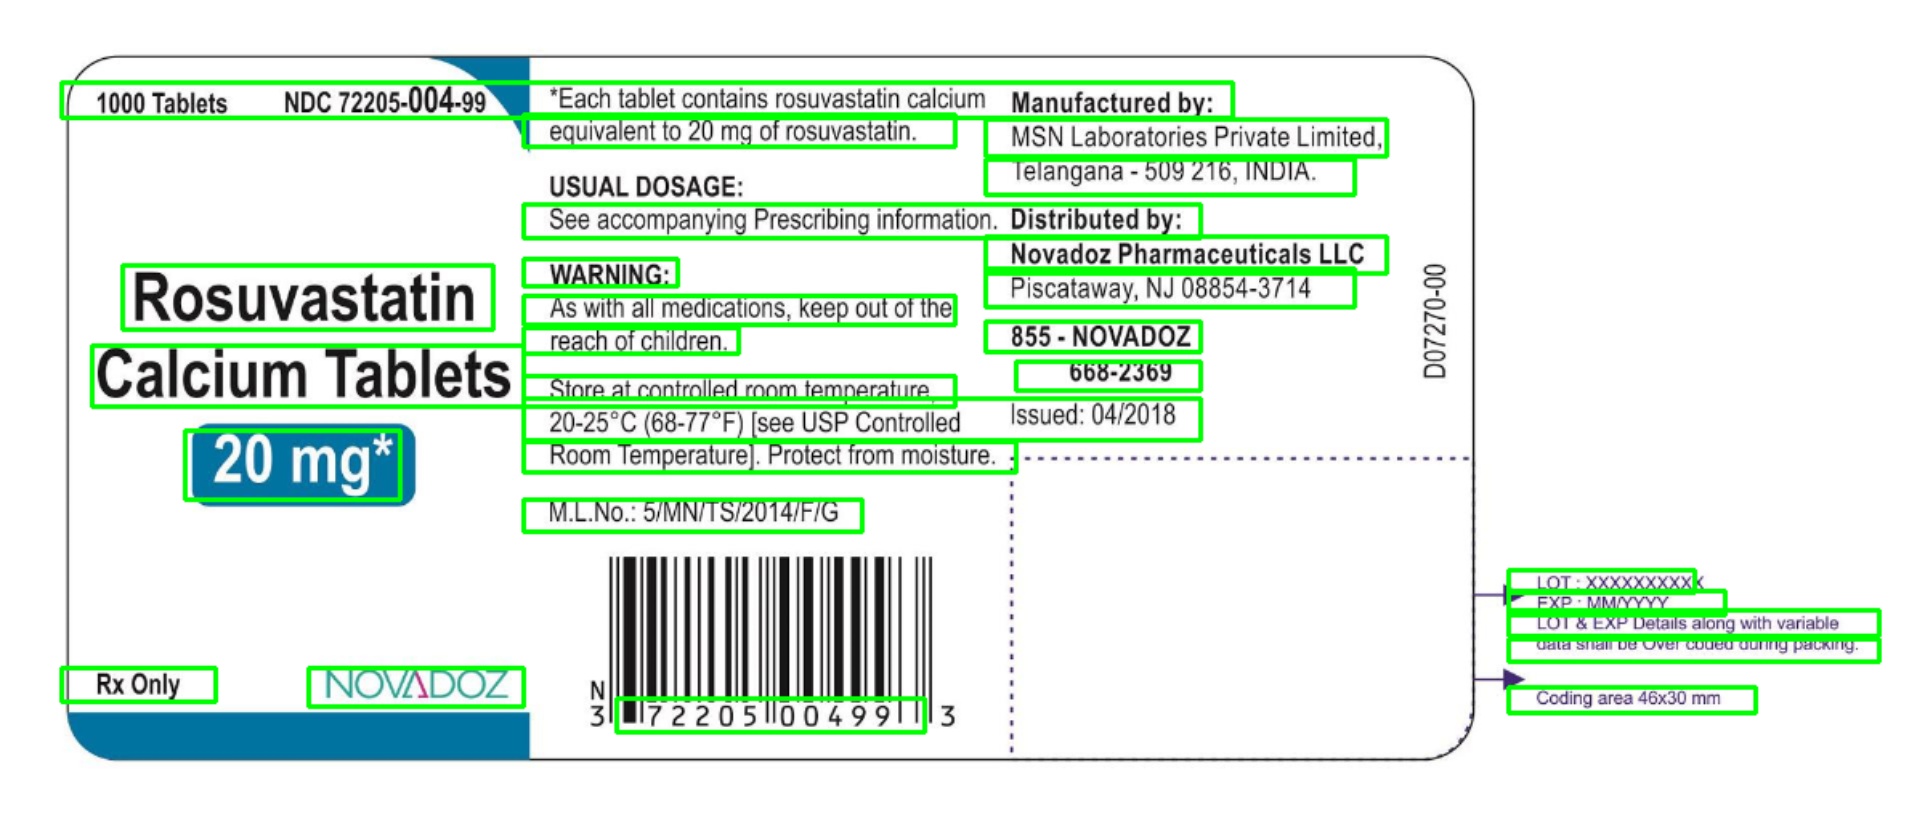 1000 Tablets NDC 72205-004-99
Rosuvastatin
Calcium Tablets
20 mg*
Rx Only
NOVADOZ
*Each tablet contains rosuvastatin calcium
equivalent to 20 mg of rosuvastatin.
USUAL DOSAGE:
See accompanying Prescribing information.
WARNING:
As with all medications, keep out of the
reach of children.
Store at controlled room temperature,
20-25°C (68-77°F) [see USP Controlled
Room Temperature]. Protect from moisture.
M.L.No.: 5/MN/TS/2014/F/G
N
3 72205 00499 3
Manufactured by:
MSN Laboratories Private Limited,
Telangana - 509 216, INDIA.
Distributed by:
Novadoz Pharmaceuticals LLC
Piscataway, NJ 08854-3714
855 - NOVADOZ
668-2369
Issued: 04/2018
D07270-00
LOT : XXXXXXXXXX
EXP : MM/YYYY
LOT & EXP Details along with variable
data shall be Over coded during packing.
Coding area 46x30 mm